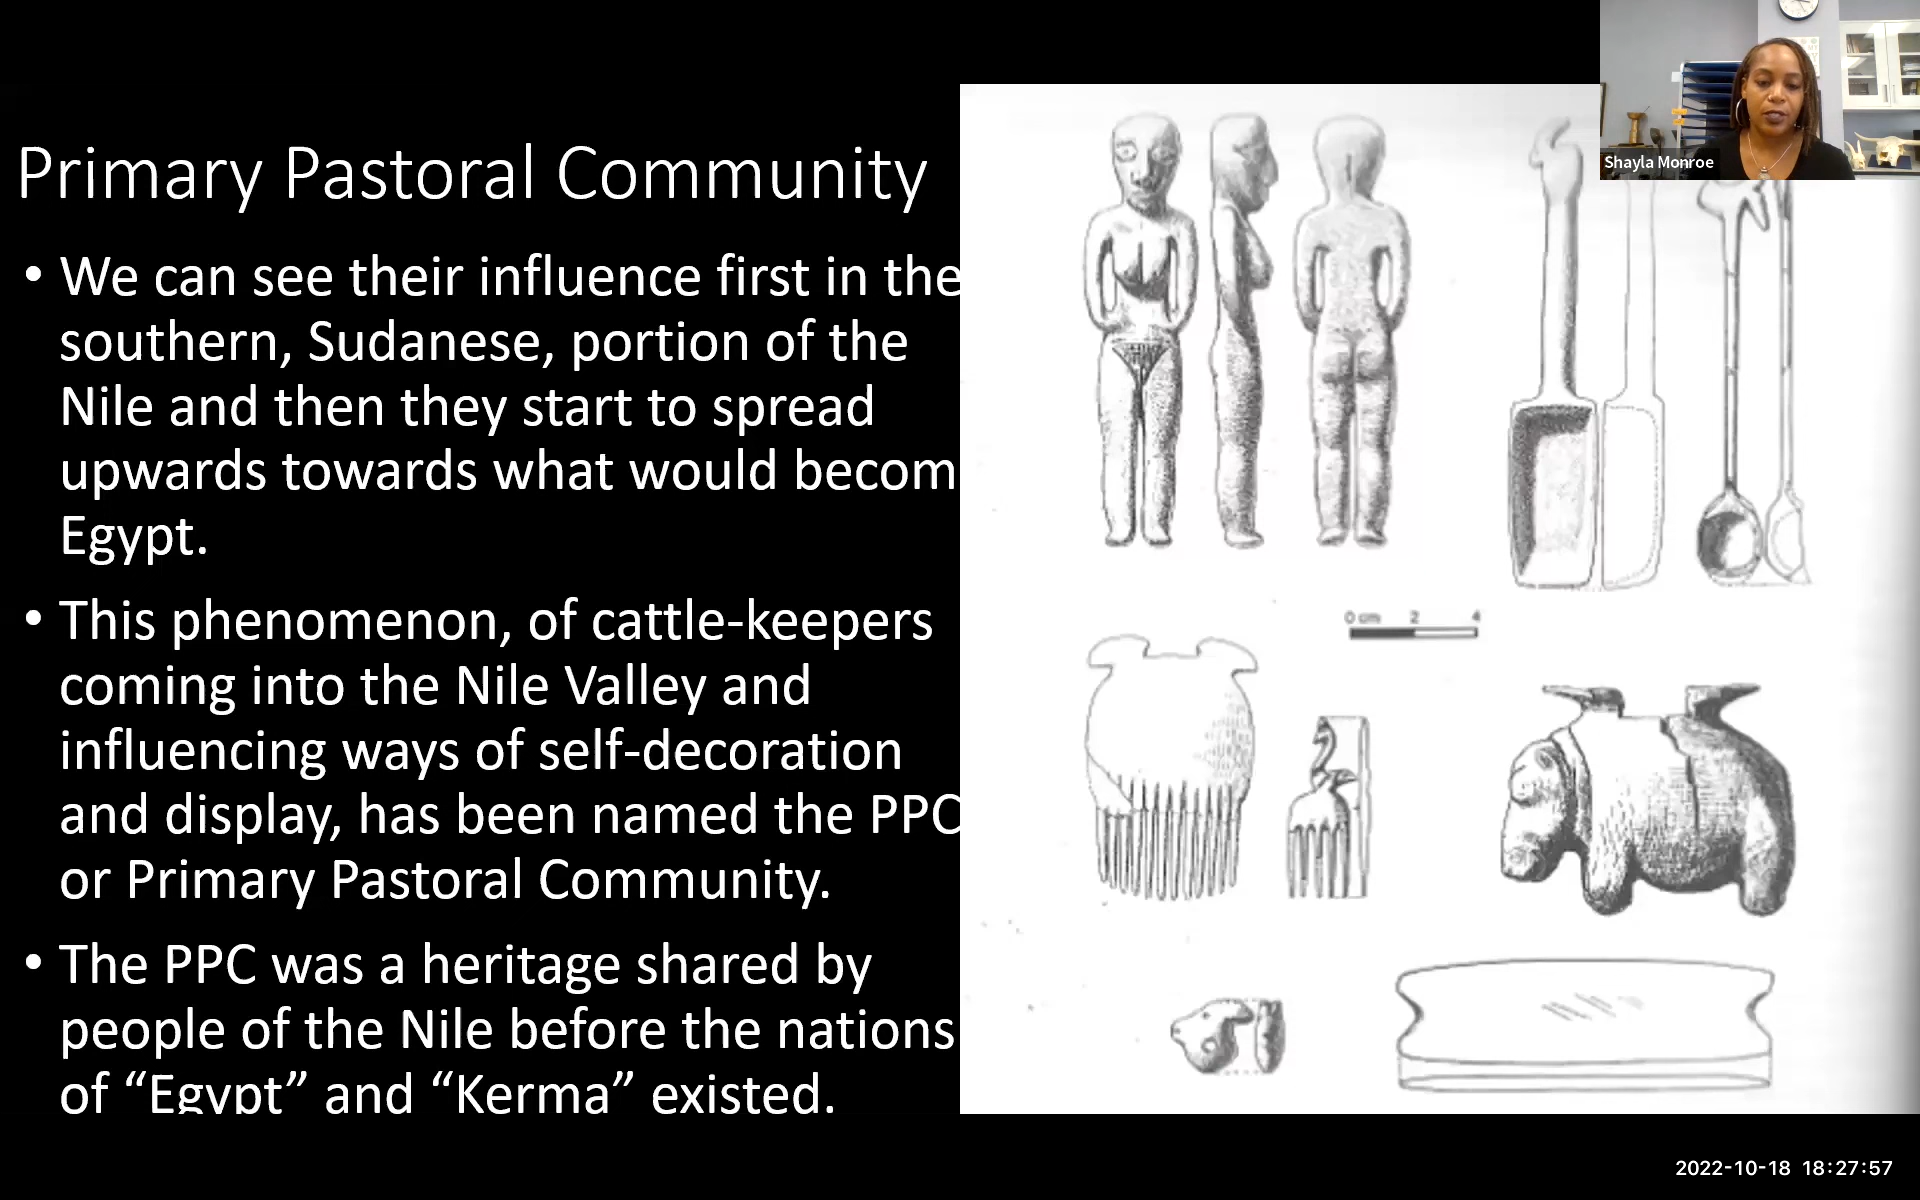 Shayla Monroe
Primary Pastoral Community
• We can see their influence first in the
southern, Sudanese, portion of the
Nile and then they start to spread
upwards towards what would becom
Egypt.
• This phenomenon, of cattle-keepers
coming into the Nile Valley and
influencing ways of self-decoration
and display, has been named the PPC
or Primary Pastoral Community.
• The PPC was a heritage shared by
people of the Nile before the nations
of “Egypt” and “Kerma” existed.
0 cm 2 4
2022-10-18 18:27:57